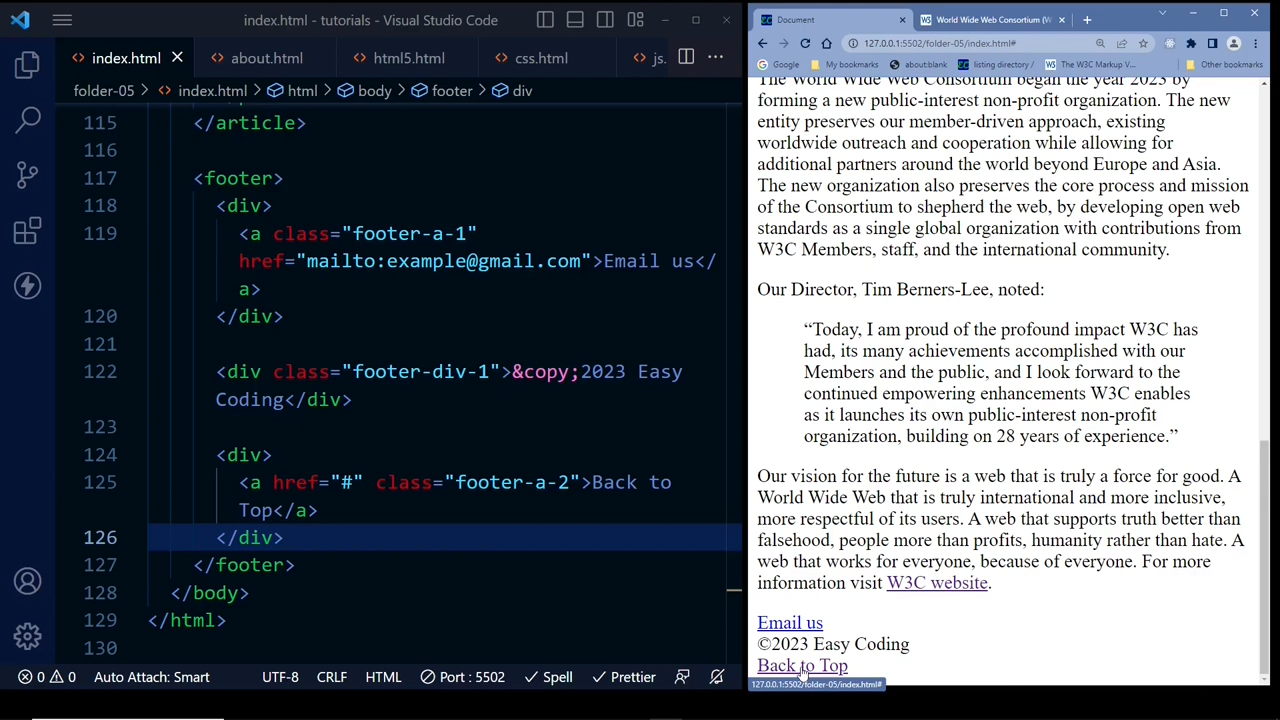 index.html - tutorials - Visual Studio Code
index.html
about.html
html5.html
css.html
js.
folder-05 > index.html > html > body > footer > div
115 </article>
116
117 <footer>
118 <div>
119 <a class="footer-a-1"
href="mailto:example@gmail.com">Email us</
a>
120 </div>
121
122 <div class="footer-div-1">&copy;2023 Easy
Coding</div>
123
124 <div>
125 <a href="#" class="footer-a-2">Back to
Top</a>
126 </div>
127 </footer>
128 </body>
129 </html>
130
0 0 Auto Attach: Smart UTF-8 CRLF HTML Port : 5502 Spell Prettier
Document
World Wide Web Consortium (W
127.0.0.1:5502/folder-05/index.html#
Google My bookmarks about:blank listing directory / The W3C Markup V... Other bookmarks
The World Wide Web Consortium began the year 2023 by
forming a new public-interest non-profit organization. The new
entity preserves our member-driven approach, existing
worldwide outreach and cooperation while allowing for
additional partners around the world beyond Europe and Asia.
The new organization also preserves the core process and mission
of the Consortium to shepherd the web, by developing open web
standards as a single global organization with contributions from
W3C Members, staff, and the international community.
Our Director, Tim Berners-Lee, noted:
“Today, I am proud of the profound impact W3C has
had, its many achievements accomplished with our
Members and the public, and I look forward to the
continued empowering enhancements W3C enables
as it launches its own public-interest non-profit
organization, building on 28 years of experience.”
Our vision for the future is a web that is truly a force for good. A
World Wide Web that is truly international and more inclusive,
more respectful of its users. A web that supports truth better than
falsehood, people more than profits, humanity rather than hate. A
web that works for everyone, because of everyone. For more
information visit W3C website.
Email us
©2023 Easy Coding
Back to Top
127.0.0.1:5502/folder-05/index.html#